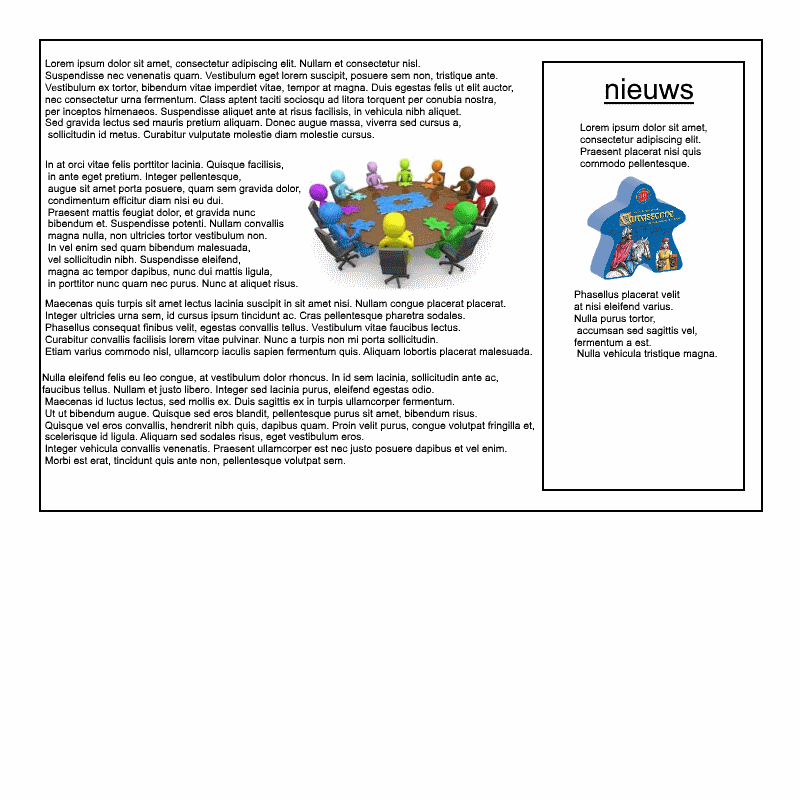 Lorem ipsum dolor sit amet, consectetur adipiscing elit. Nullam et consectetur nisl.
Suspendisse nec venenatis quam. Vestibulum eget lorem suscipit, posuere sem non, tristique ante.
Vestibulum ex tortor, bibendum vitae imperdiet vitae, tempor at magna. Duis egestas felis ut elit auctor,
nec consectetur urna fermentum. Class aptent taciti sociosqu ad litora torquent per conubia nostra,
per inceptos himenaeos. Suspendisse aliquet ante at risus facilisis, in vehicula nibh aliquet.
Sed gravida lectus sed mauris pretium aliquam. Donec augue massa, viverra sed cursus a,
sollicitudin id metus. Curabitur vulputate molestie diam molestie cursus.
In at orci vitae felis porttitor lacinia. Quisque facilisis,
in ante eget pretium. Integer pellentesque,
augue sit amet porta posuere, quam sem gravida dolor,
condimentum efficitur diam nisi eu dui.
Praesent mattis feugiat dolor, et gravida nunc
bibendum et. Suspendisse potenti. Nullam convallis
magna nulla, non ultricies tortor vestibulum non.
In vel enim sed quam bibendum malesuada,
vel sollicitudin nibh. Suspendisse eleifend,
magna ac tempor dapibus, nunc dui mattis ligula,
in porttitor nunc quam nec purus. Nunc at aliquet risus.
Maecenas quis turpis sit amet lectus lacinia suscipit in sit amet nisi. Nullam congue placerat placerat.
Integer ultricies urna sem, id cursus ipsum tincidunt ac. Cras pellentesque pharetra sodales.
Phasellus consequat finibus velit, egestas convallis tellus. Vestibulum vitae faucibus lectus.
Curabitur convallis facilisis lorem vitae pulvinar. Nunc a turpis non mi porta sollicitudin.
Etiam varius commodo nisl, ullamcorp iaculis sapien fermentum quis. Aliquam lobortis placerat malesuada.
Nulla eleifend felis eu leo congue, at vestibulum dolor rhoncus. In id sem lacinia, sollicitudin ante ac,
faucibus tellus. Nullam et justo libero. Integer sed lacinia purus, eleifend egestas odio.
Maecenas id luctus lectus, sed mollis ex. Duis sagittis ex in turpis ullamcorper fermentum.
Ut ut bibendum augue. Quisque sed eros blandit, pellentesque purus sit amet, bibendum risus.
Quisque vel eros convallis, hendrerit nibh quis, dapibus quam. Proin velit purus, congue volutpat fringilla et,
scelerisque id ligula. Aliquam sed sodales risus, eget vestibulum eros.
Integer vehicula convallis venenatis. Praesent ullamcorper est nec justo posuere dapibus et vel enim.
Morbi est erat, tincidunt quis ante non, pellentesque volutpat sem.
nieuws
Lorem ipsum dolor sit amet,
consectetur adipiscing elit.
Praesent placerat nisi quis
commodo pellentesque.
Carcassonne
Phasellus placerat velit
at nisi eleifend varius.
Nulla purus tortor,
accumsan sed sagittis vel,
fermentum a est.
Nulla vehicula tristique magna.